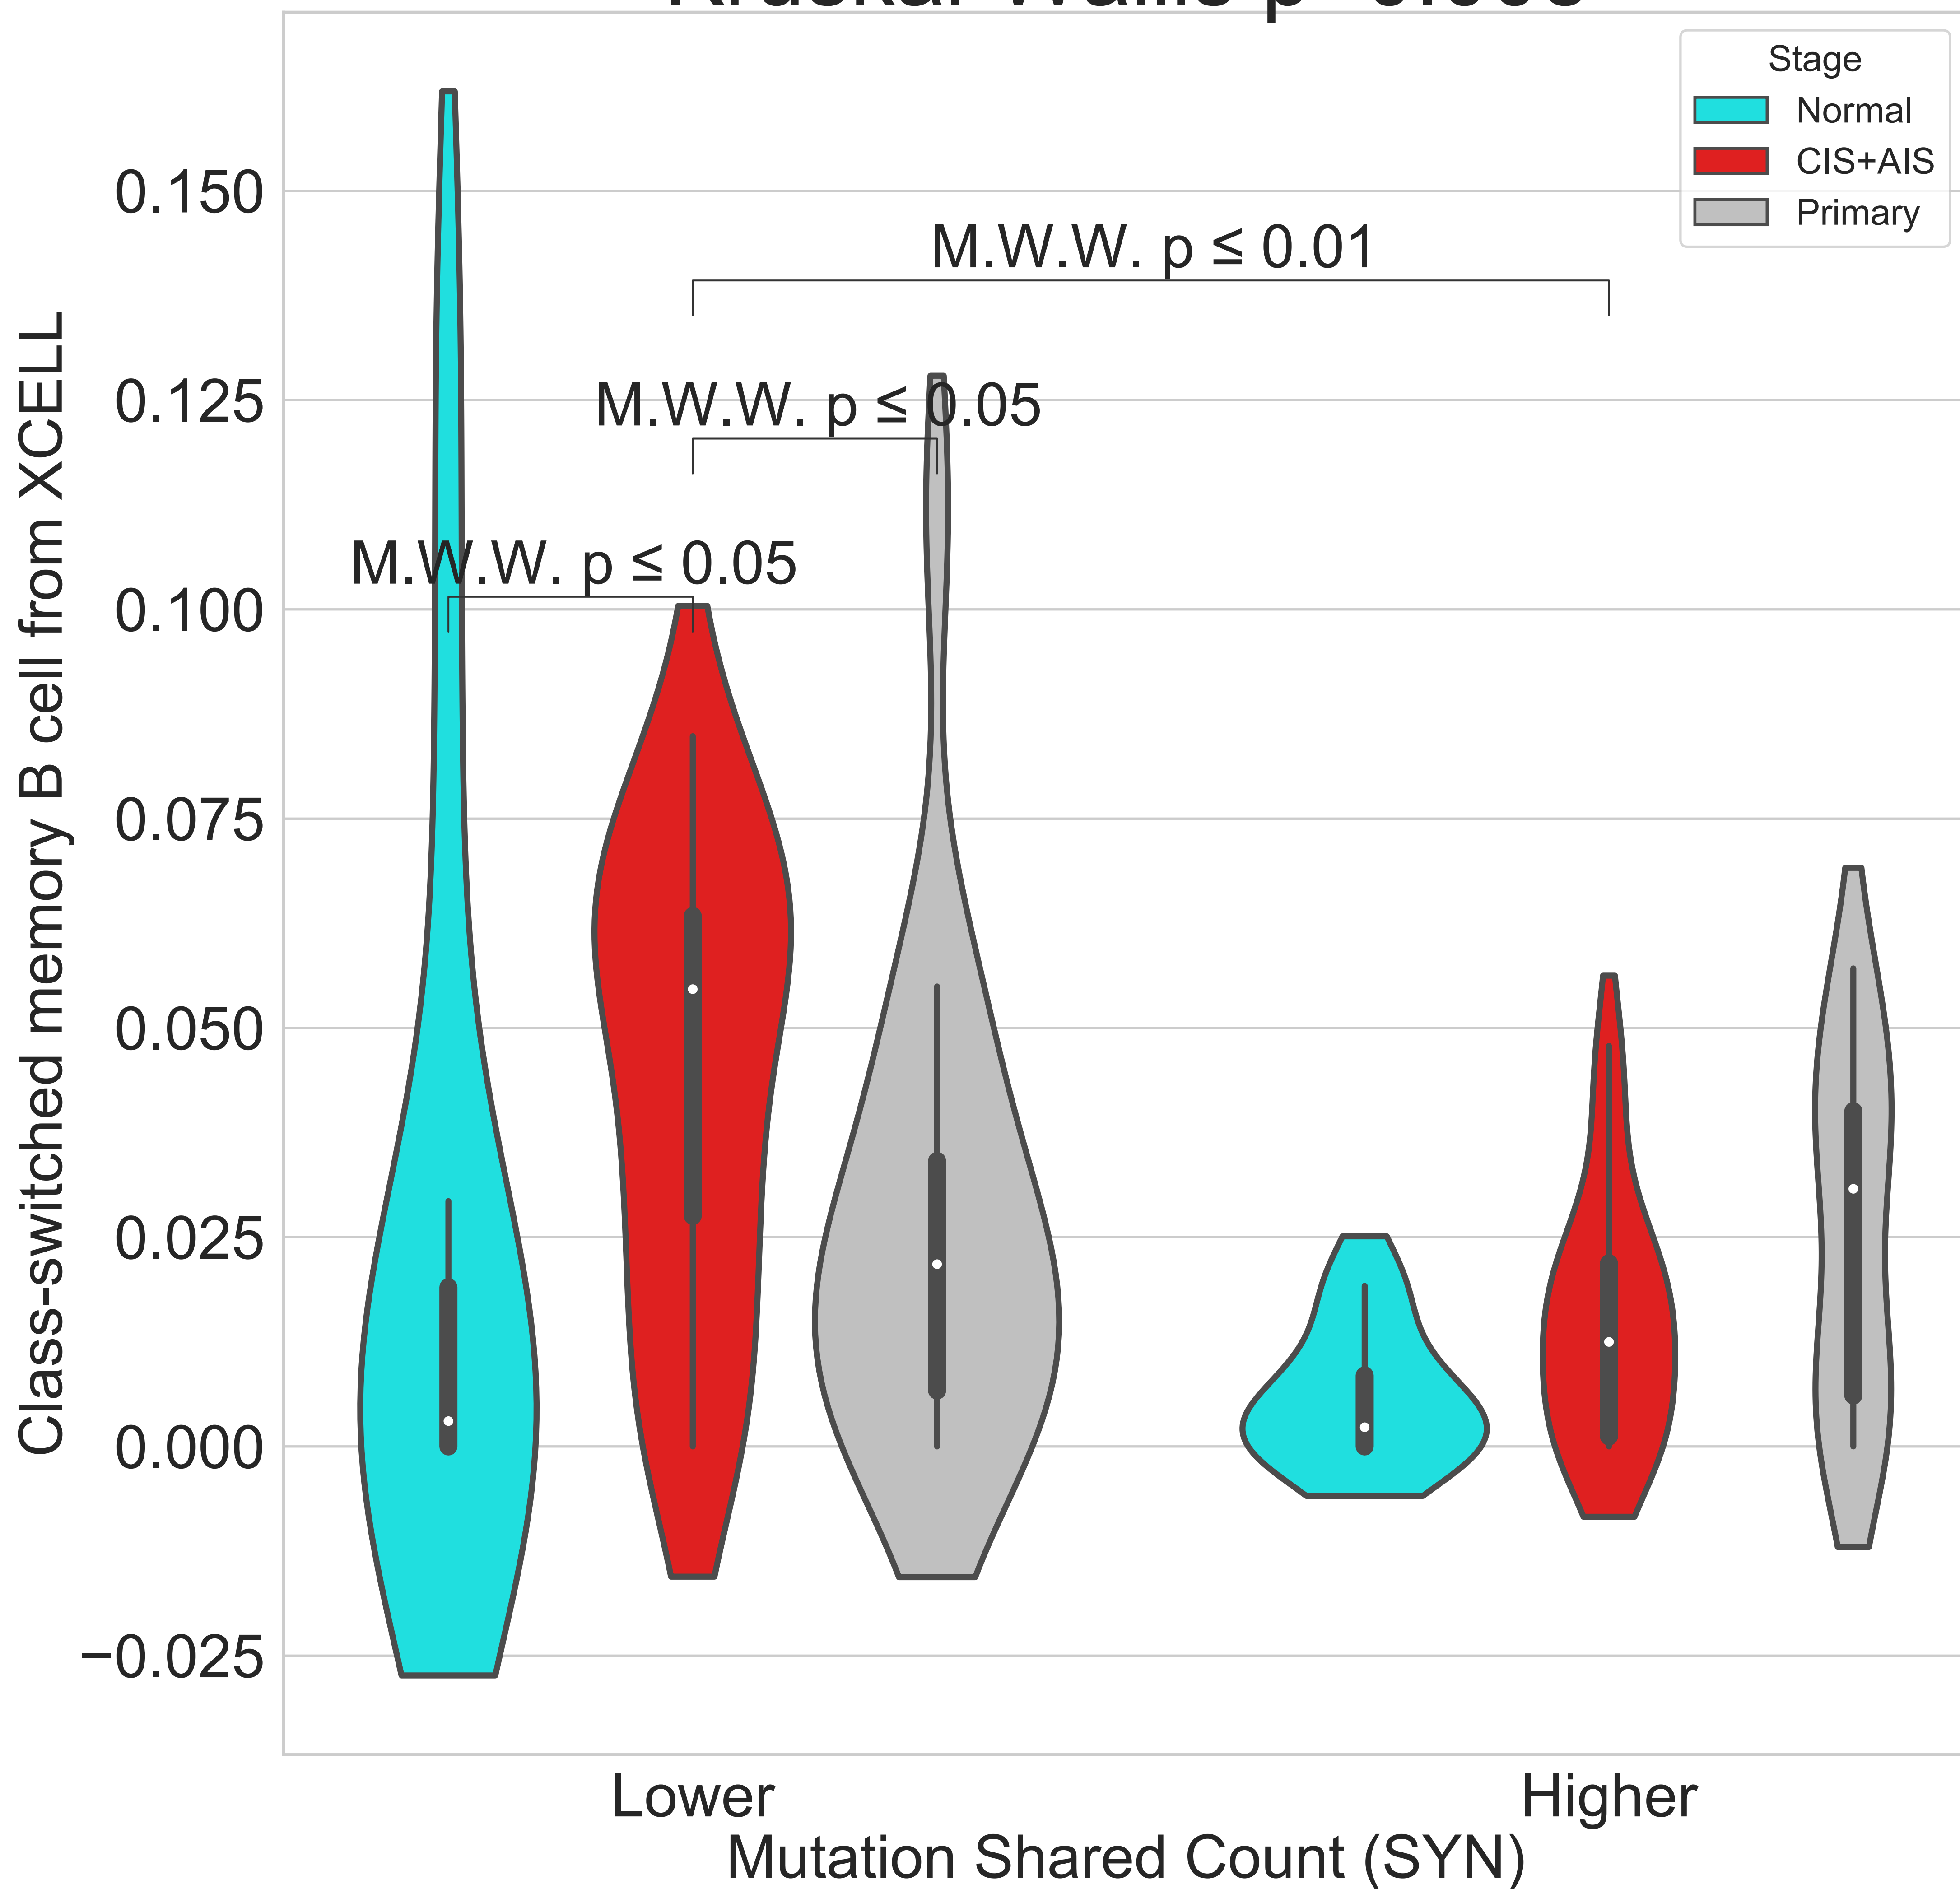 Stage
Normal
CIS+AIS
Primary
M.W.W. p ≤ 0.01
M.W.W. p ≤ 0.05
M.W.W. p ≤ 0.05
0.150
0.125
0.100
0.075
0.050
0.025
0.000
−0.025
Class-switched memory B cell from XCELL
Lower
Higher
Mutation Shared Count (SYN)